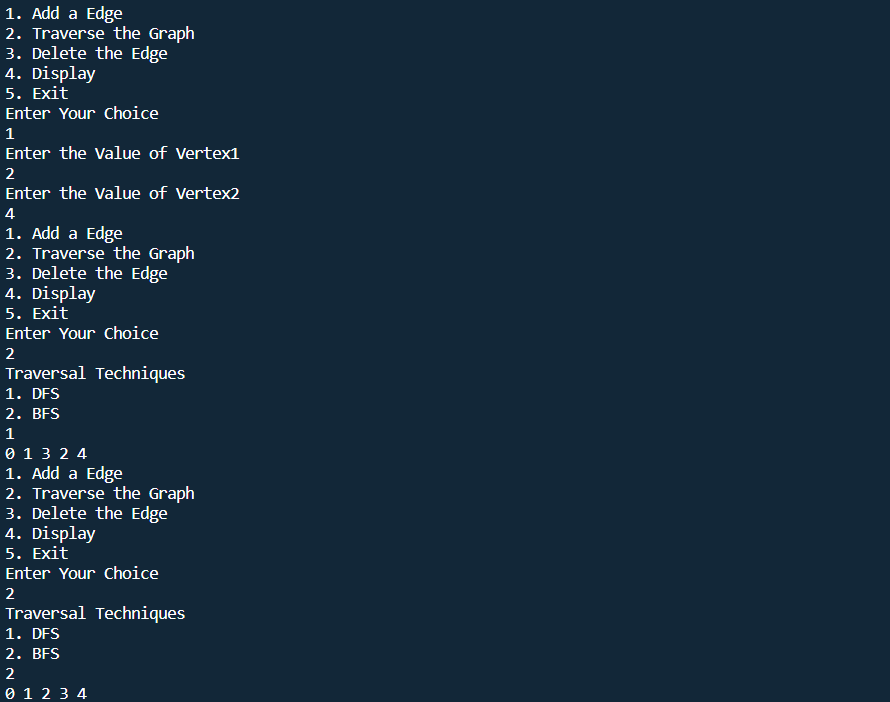 1. Add a Edge
2. Traverse the Graph
3. Delete the Edge
4. Display
5. Exit
Enter Your Choice
1
Enter the Value of Vertex1
2
Enter the Value of Vertex2
4
1. Add a Edge
2. Traverse the Graph
3. Delete the Edge
4. Display
5. Exit
Enter Your Choice
2
Traversal Techniques
1. DFS
2. BFS
1
0 1 3 2 4
1. Add a Edge
2. Traverse the Graph
3. Delete the Edge
4. Display
5. Exit
Enter Your Choice
2
Traversal Techniques
1. DFS
2. BFS
2
0 1 2 3 4